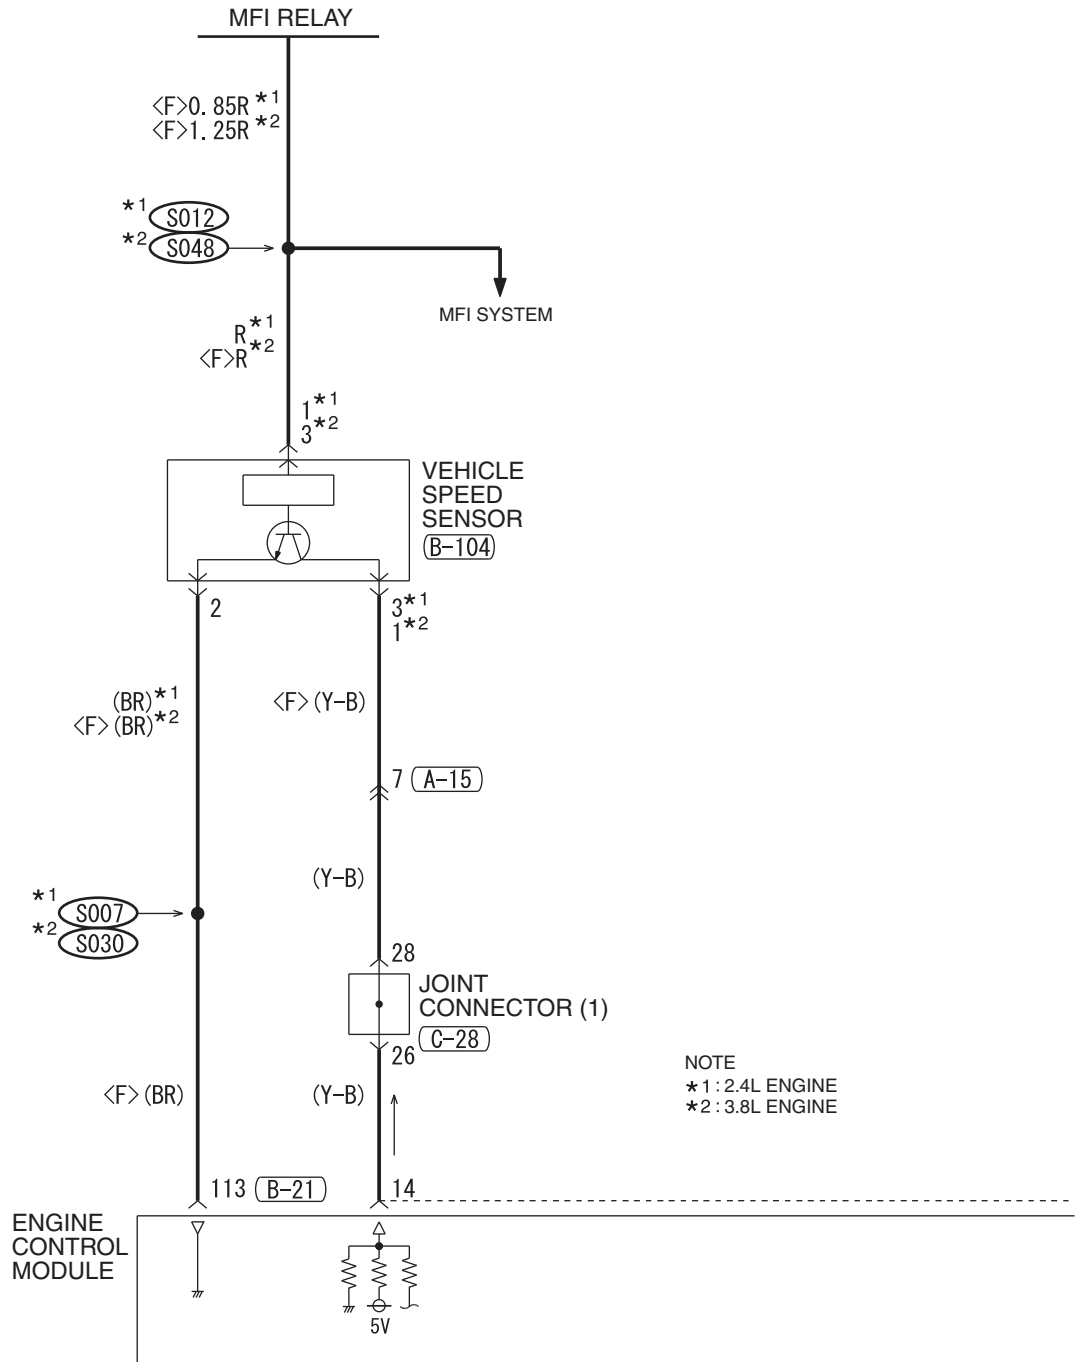 MFI RELAY
<F>0.85R *1
<F>1.25R *2
*1 S012
*2 S048
MFI SYSTEM
R *1
<F>R *2
1 *1
3 *2
VEHICLE
SPEED
SENSOR
B-104
2
3 *1
1 *2
(BR) *1
<F>(BR) *2
<F>(Y-B)
7 A-15
(Y-B)
*1 S007
*2 S030
28
JOINT
CONNECTOR (1)
C-28
26
NOTE
*1 : 2.4L ENGINE
*2 : 3.8L ENGINE
<F>(BR)
(Y-B)
113 B-21
14
ENGINE
CONTROL
MODULE
5V